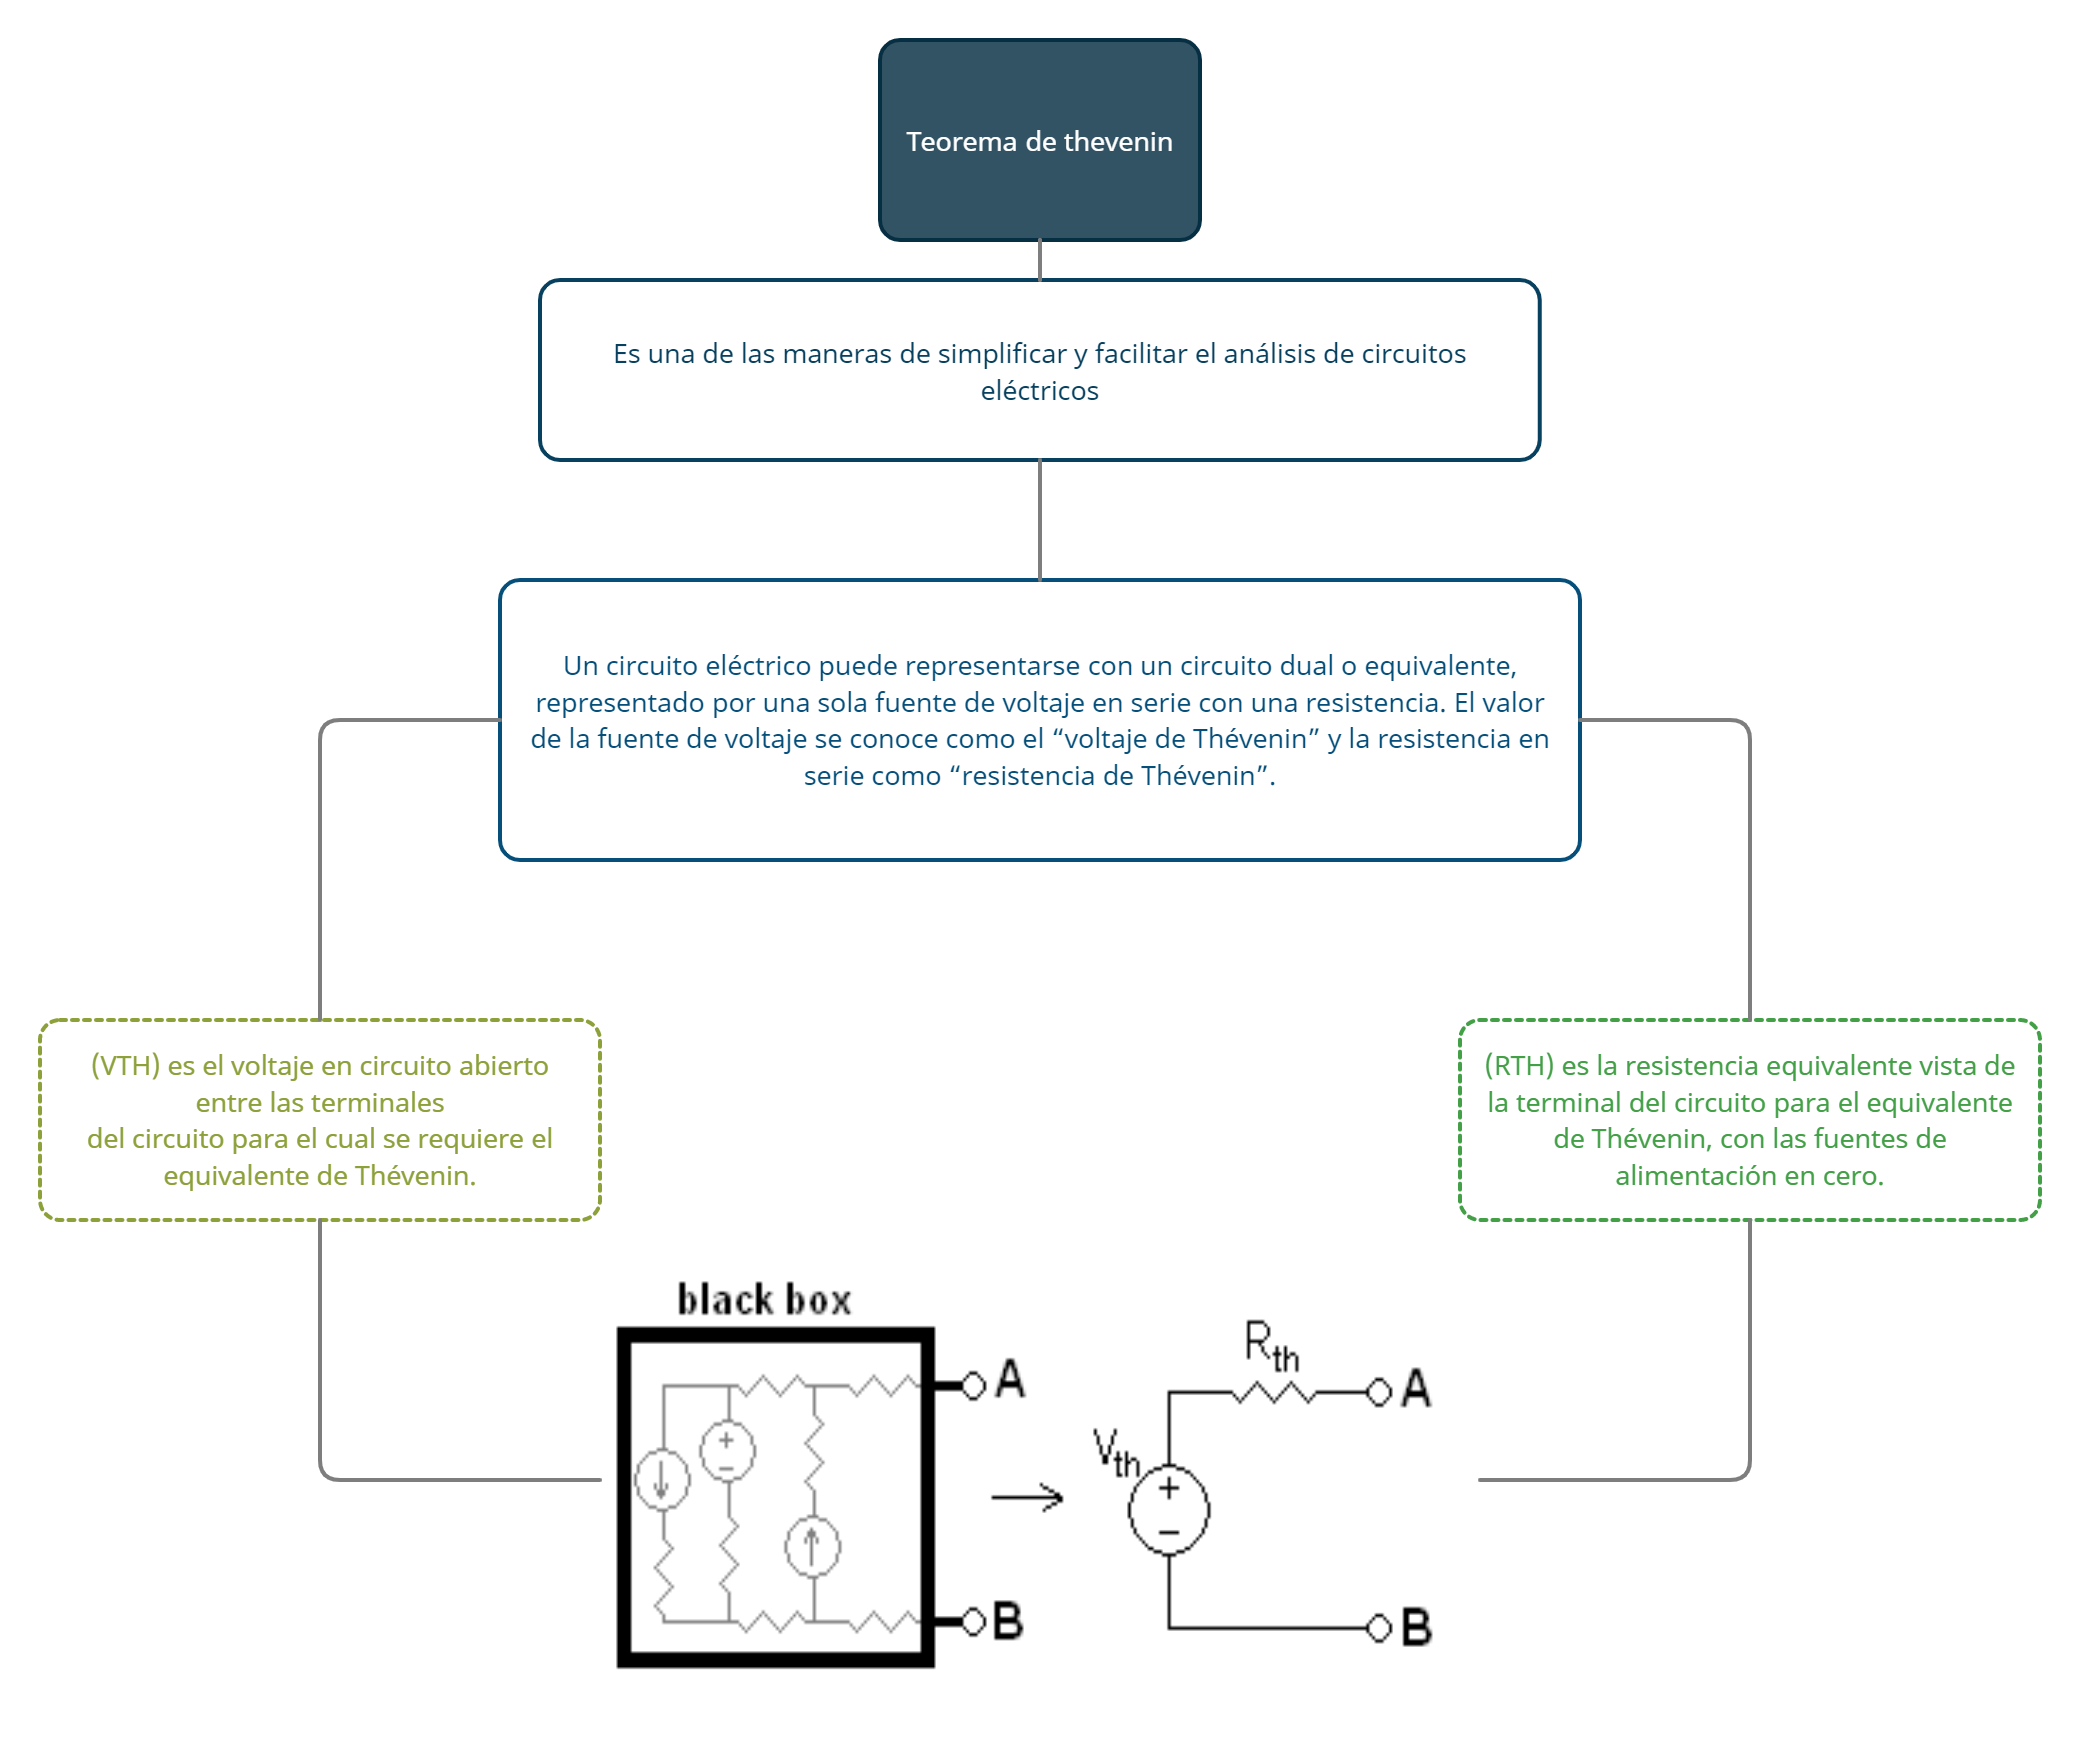 Teorema de thevenin
Es una de las maneras de simplificar y facilitar el análisis de circuitos
eléctricos
Un circuito eléctrico puede representarse con un circuito dual o equivalente,
representado por una sola fuente de voltaje en serie con una resistencia. El valor
de la fuente de voltaje se conoce como el “voltaje de Thévenin” y la resistencia en
serie como “resistencia de Thévenin”.
(VTH) es el voltaje en circuito abierto
entre las terminales
del circuito para el cual se requiere el
equivalente de Thévenin.
(RTH) es la resistencia equivalente vista de
la terminal del circuito para el equivalente
de Thévenin, con las fuentes de
alimentación en cero.
black box
A
B
Rth
Vth
A
B